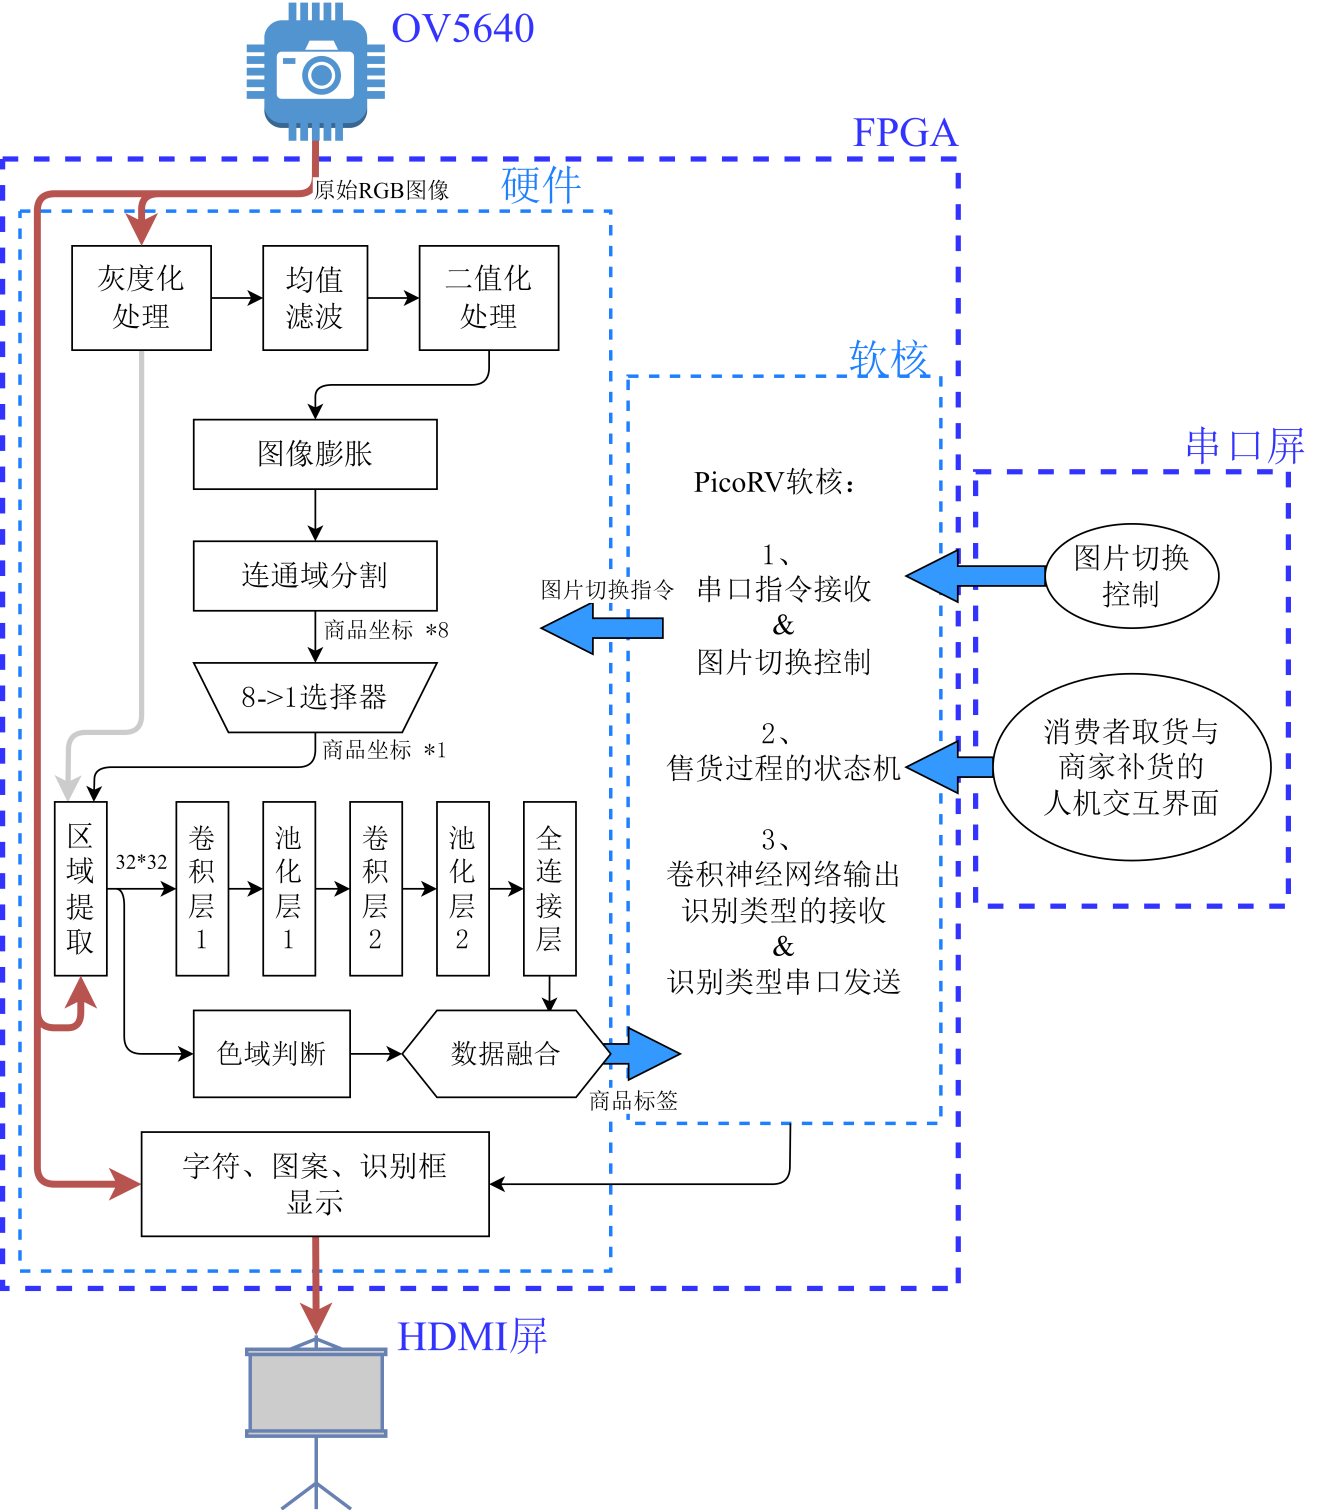 OV5640
FPGA
原始RGB图像
硬件
灰度化
处理
均值
滤波
二值化
处理
软核
图像膨胀
串口屏
PicoRV软核：
连通域分割
1、
串口指令接收
&
图片切换控制
图片切换指令
图片切换
控制
商品坐标 *8
8->1选择器
商品坐标 *1
2、
售货过程的状态机
消费者取货与
商家补货的
人机交互界面
区
域
提
取
32*32
卷
积
层
1
池
化
层
1
卷
积
层
2
池
化
层
2
全
连
接
层
3、
卷积神经网络输出
识别类型的接收
&
识别类型串口发送
色域判断
数据融合
商品标签
字符、图案、识别框
显示
HDMI屏